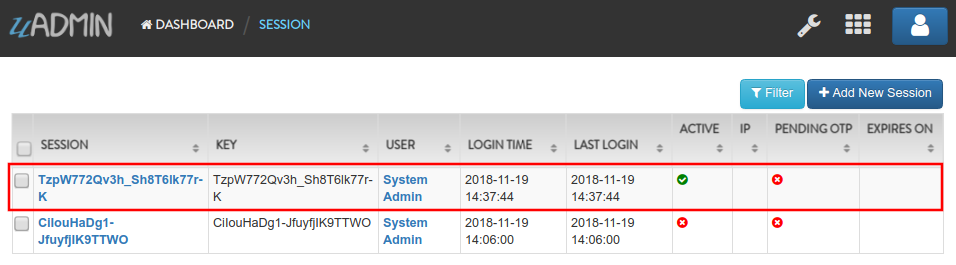 uADMIN DASHBOARD / SESSION
Filter Add New Session
SESSION KEY USER LOGIN TIME LAST LOGIN ACTIVE IP PENDING OTP EXPIRES ON
TzpW772Qv3h_Sh8T6lk77r- TzpW772Qv3h_Sh8T6lk77r- System 2018-11-19 2018-11-19
K K Admin 14:37:44 14:37:44
CilouHaDg1- CilouHaDg1-JfuyfjIK9TTWO System 2018-11-19 2018-11-19
JfuyfjIK9TTWO Admin 14:06:00 14:06:00